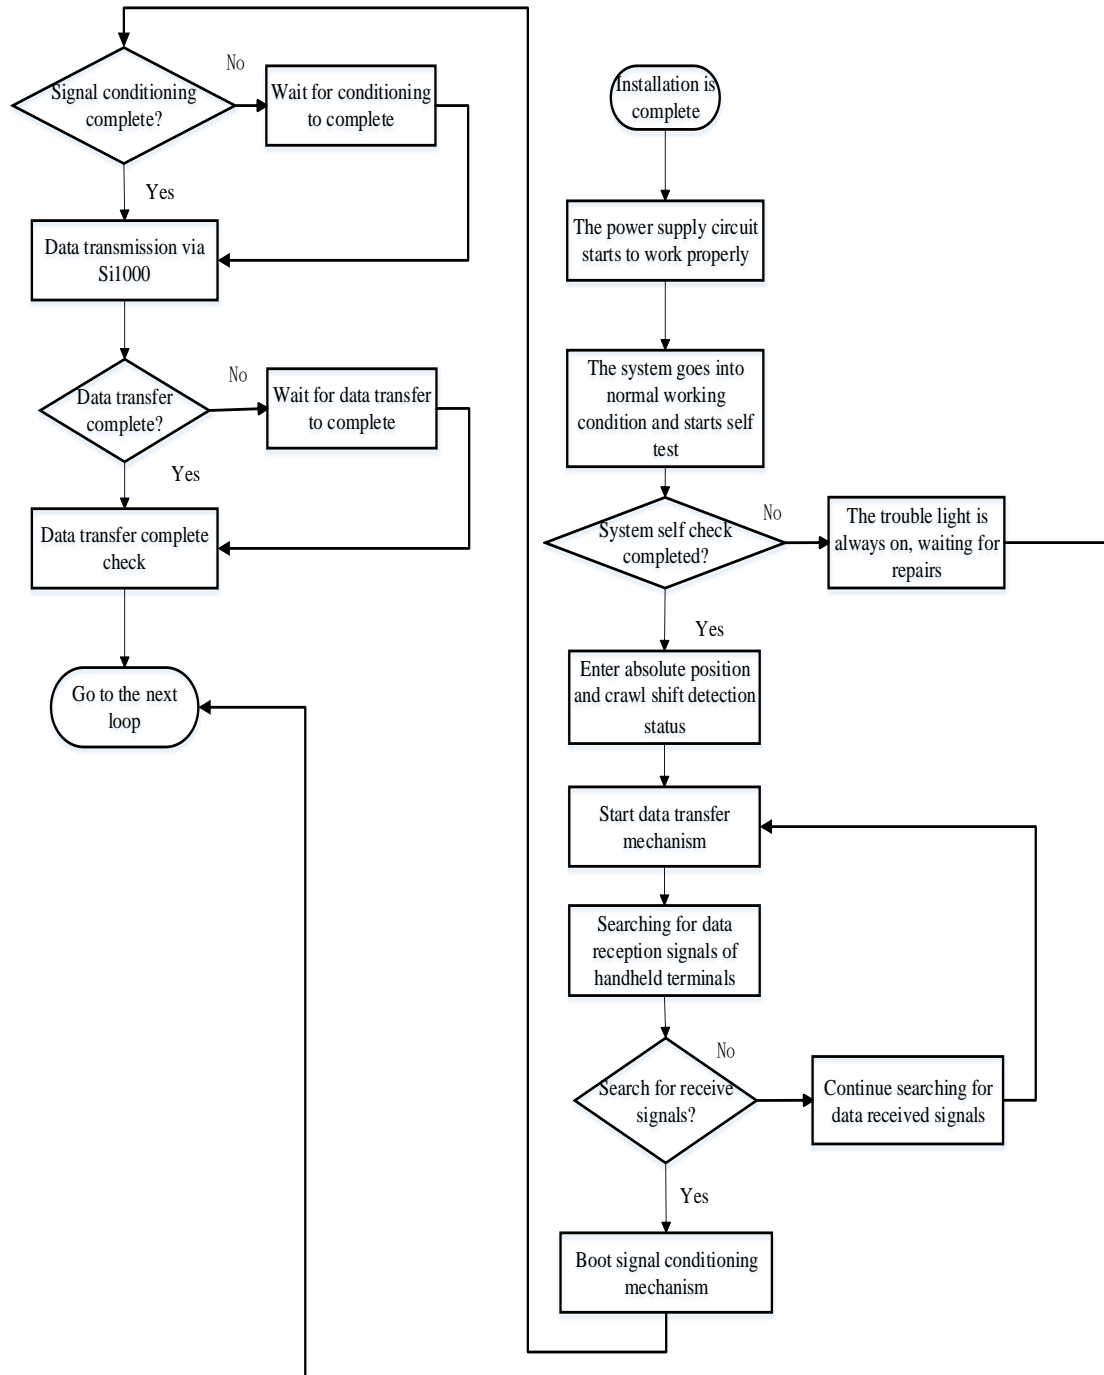 Signal conditioning
complete?
No
Wait for conditioning
to complete
Yes
Data transmission via
Si1000
Data transfer
complete?
No
Wait for data transfer
to complete
Yes
Data transfer complete
check
Go to the next
loop
Installation is
complete
The power supply circuit
starts to work properly
The system goes into
normal working
condition and starts self
test
System self check
completed?
No
The trouble light is
always on, waiting for
repairs
Yes
Enter absolute position
and crawl shift detection
status
Start data transfer
mechanism
Searching for data
reception signals of
handheld terminals
Search for receive
signals?
No
Continue searching for
data received signals
Yes
Boot signal conditioning
mechanism